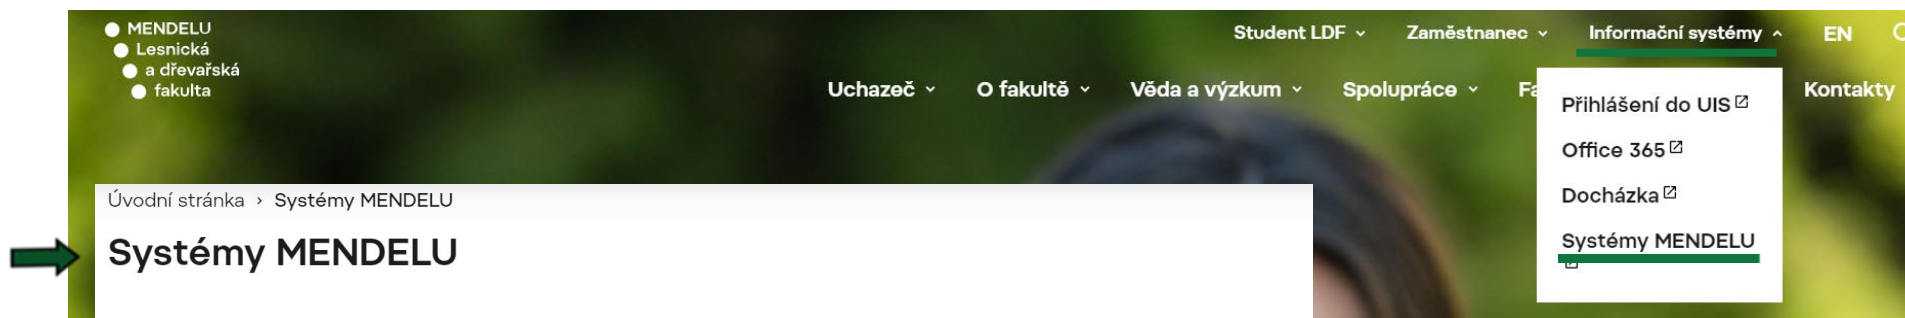 MENDELU
Lesnická
a dřevařská
fakulta
Student LDF
Zaměstnanec
Informační systémy
EN
Uchazeč
O fakultě
Věda a výzkum
Spolupráce
Kontakty
Přihlášení do UIS
Office 365
Docházka
Systémy MENDELU
Úvodní stránka › Systémy MENDELU
Systémy MENDELU